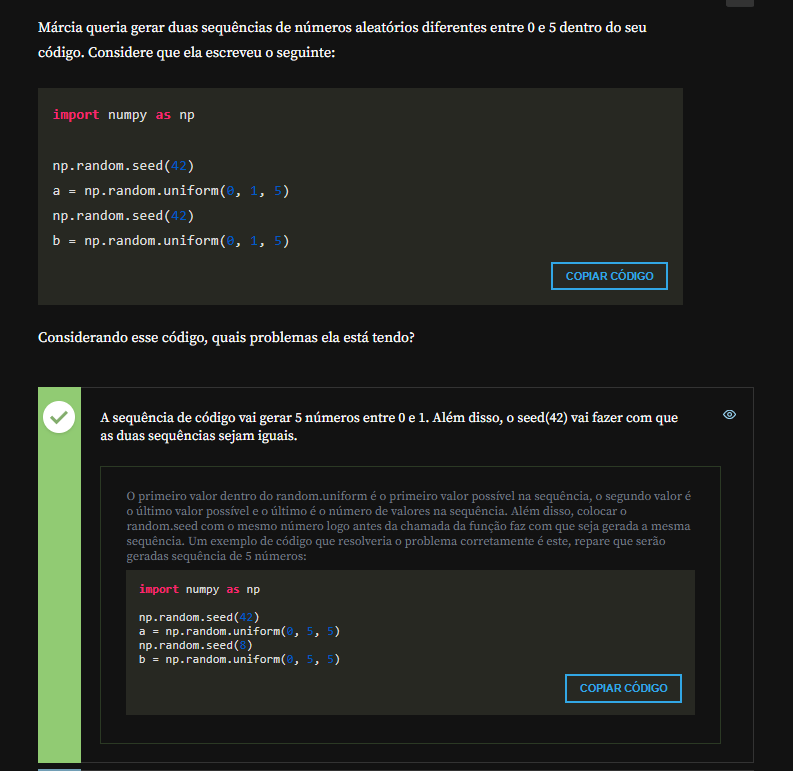 Márcia queria gerar duas sequências de números aleatórios diferentes entre 0 e 5 dentro do seu
código. Considere que ela escreveu o seguinte:
import numpy as np
np.random.seed(42)
a = np.random.uniform(0, 1, 5)
np.random.seed(42)
b = np.random.uniform(0, 1, 5)
COPIAR CÓDIGO
Considerando esse código, quais problemas ela está tendo?
A sequência de código vai gerar 5 números entre 0 e 1. Além disso, o seed(42) vai fazer com que
as duas sequências sejam iguais.
O primeiro valor dentro do random.uniform é o primeiro valor possível na sequência, o segundo valor é
o último valor possível e o último é o número de valores na sequência. Além disso, colocar o
random.seed com o mesmo número logo antes da chamada da função faz com que seja gerada a mesma
sequência. Um exemplo de código que resolveria o problema corretamente é este, repare que serão
geradas sequência de 5 números:
import numpy as np
np.random.seed(42)
a = np.random.uniform(0, 5, 5)
np.random.seed(8)
b = np.random.uniform(0, 5, 5)
COPIAR CÓDIGO